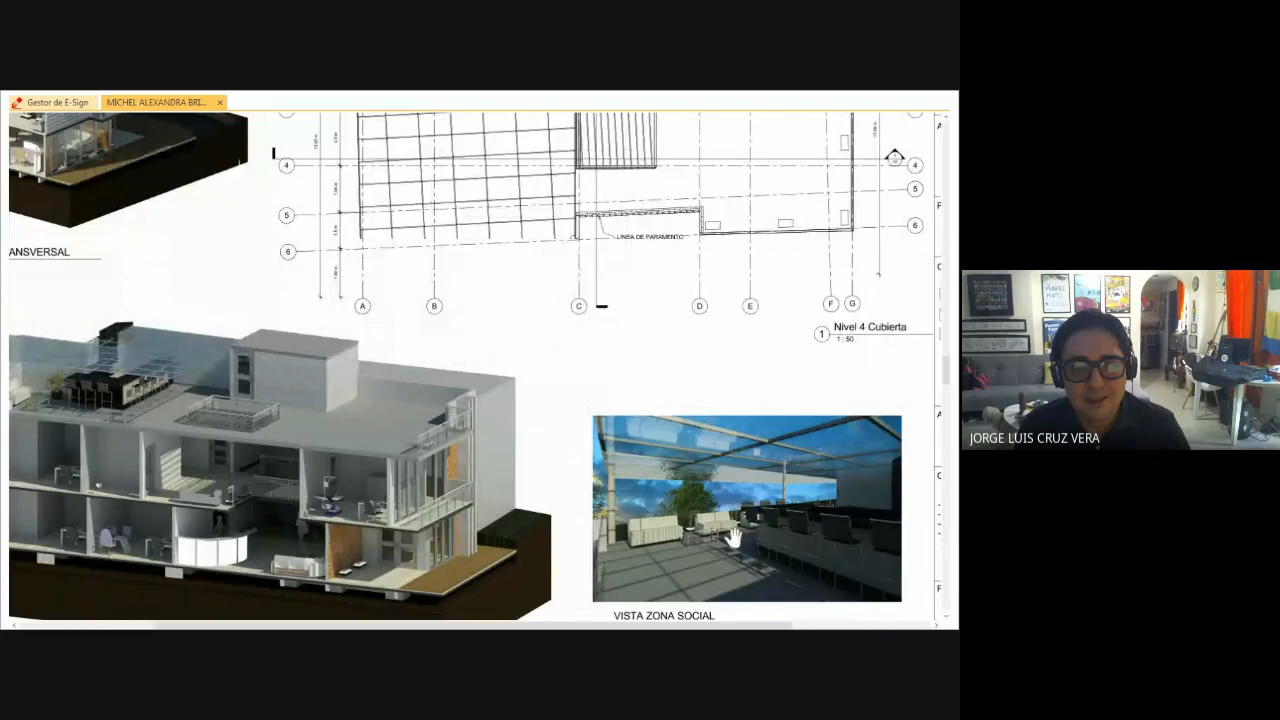 Gestor de E-Sign
MICHEL ALEXANDRA BRI...
4
4
5
5
6
6
LINEA DE PARAMENTO
ANSVERSAL
A
B
C
D
E
F
G
1
Nivel 4 Cubierta
1 : 50
VISTA ZONA SOCIAL
JORGE LUIS CRUZ VERA